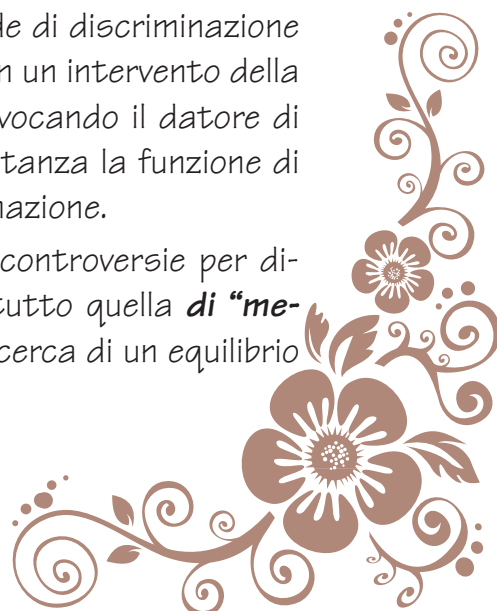 de di discriminazione
n un intervento della
vocando il datore di
tanza la funzione di
nazione.
controversie per di-
tutto quella di “me-
cerca di un equilibrio